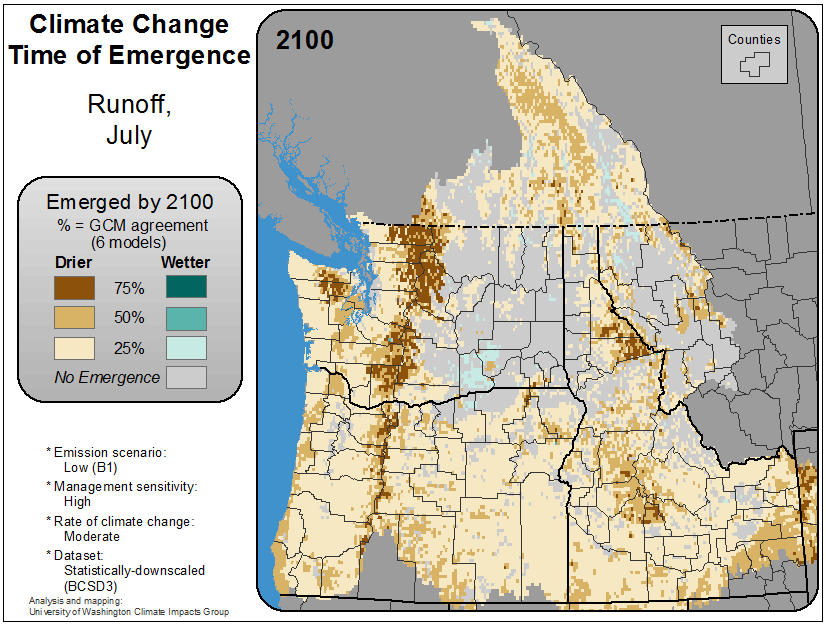 Climate Change
Time of Emergence
Runoff,
July
Emerged by 2100
% = GCM agreement
(6 models)
Drier Wetter
75%
50%
25%
No Emergence
* Emission scenario:
Low (B1)
* Management sensitivity:
High
* Rate of climate change:
Moderate
* Dataset:
Statistically-downscaled
(BCSD3)
Analysis and mapping:
University of Washington Climate Impacts Group
2100
Counties